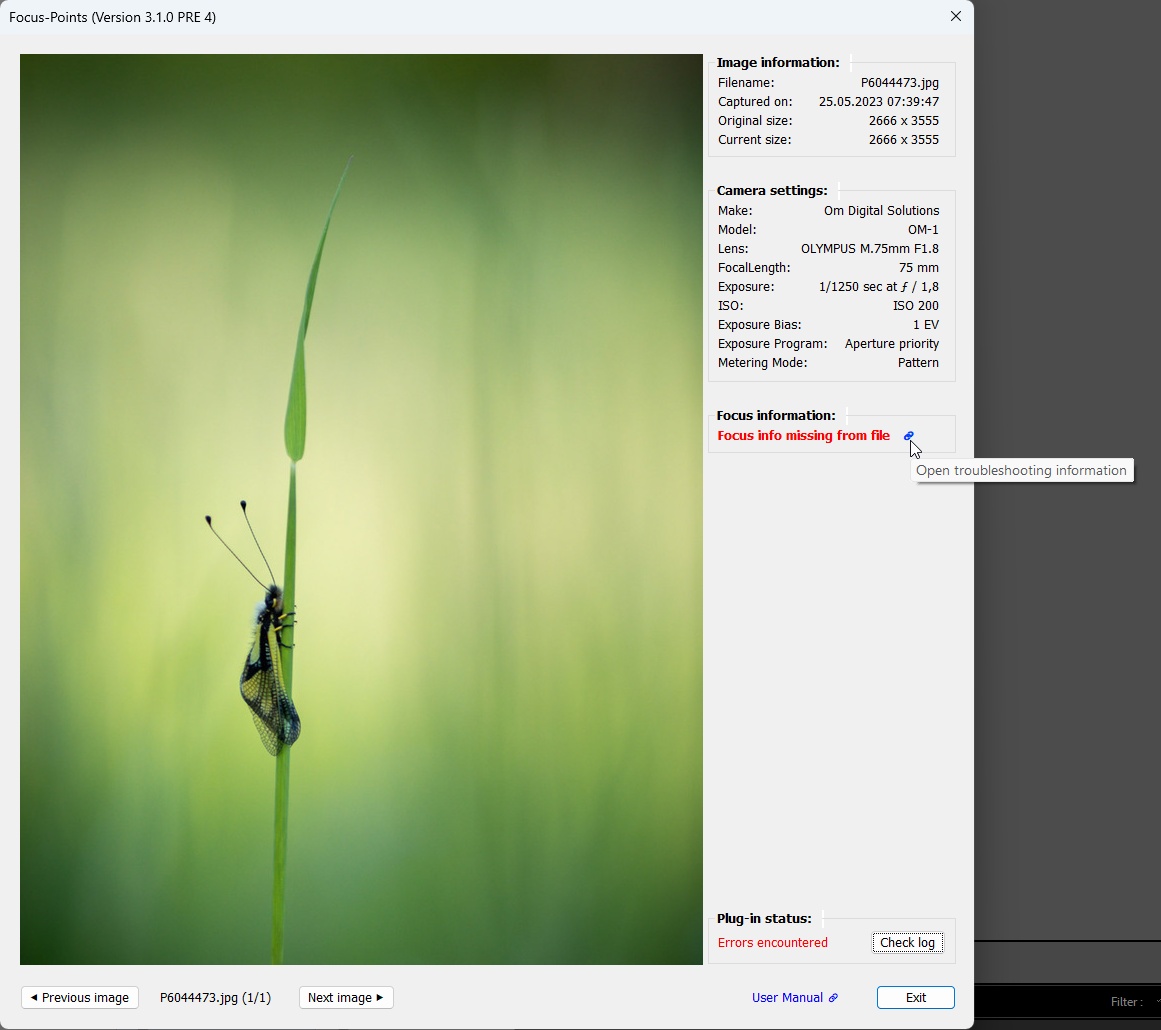 Focus-Points (Version 3.1.0 PRE 4)
Image information:
Filename: P6044473.jpg
Captured on: 25.05.2023 07:39:47
Original size: 2666 x 3555
Current size: 2666 x 3555
Camera settings:
Make: Om Digital Solutions
Model: OM-1
Lens: OLYMPUS M.75mm F1.8
FocalLength: 75 mm
Exposure: 1/1250 sec at ƒ / 1,8
ISO: ISO 200
Exposure Bias: 1 EV
Exposure Program: Aperture priority
Metering Mode: Pattern
Focus information:
Focus info missing from file
Open troubleshooting information
Plug-in status:
Errors encountered Check log
Previous image P6044473.jpg (1/1) Next image User Manual Exit
Filter :